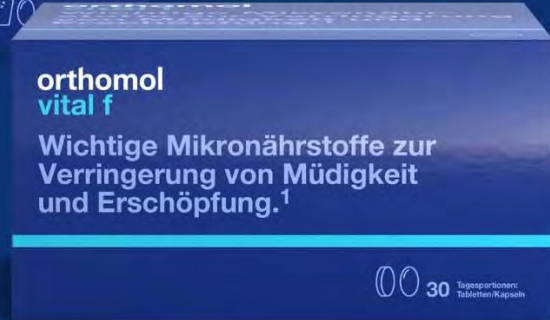 orthomol
vital f
Wichtige Mikronährstoffe zur
Verringerung von Müdigkeit
und Erschöpfung.¹
30 Tagesportionen:
Tabletten/Kapseln